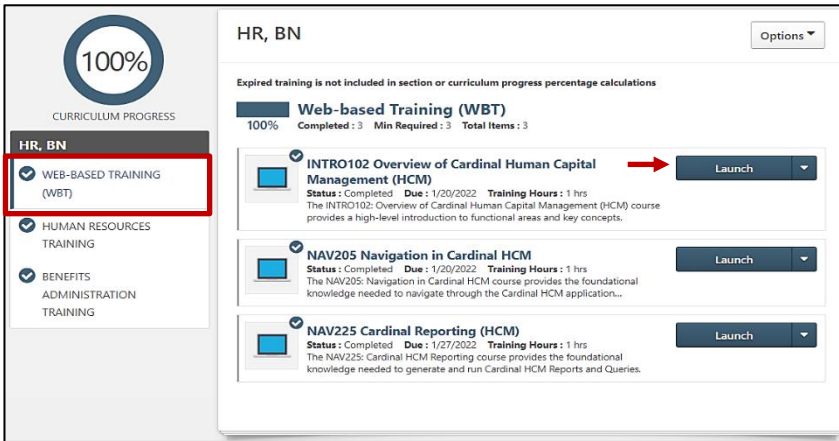 100%
CURRICULUM PROGRESS
HR, BN
WEB-BASED TRAINING
(WBT)
HUMAN RESOURCES
TRAINING
BENEFITS
ADMINISTRATION
TRAINING
HR, BN
Options
Expired training is not included in section or curriculum progress percentage calculations
Web-based Training (WBT)
100% Completed : 3 Min Required : 3 Total Items : 3
INTRO102 Overview of Cardinal Human Capital
Management (HCM)
Status : Completed Due : 1/20/2022 Training Hours : 1 hrs
The INTRO102: Overview of Cardinal Human Capital Management (HCM) course
provides a high-level introduction to functional areas and key concepts.
Launch
NAV205 Navigation in Cardinal HCM
Status : Completed Due : 1/20/2022 Training Hours : 1 hrs
The NAV205: Navigation in Cardinal HCM course provides the foundational
knowledge needed to navigate through the Cardinal HCM application...
Launch
NAV225 Cardinal Reporting (HCM)
Status : Completed Due : 1/27/2022 Training Hours : 1 hrs
The NAV225: Cardinal HCM Reporting course provides the foundational
knowledge needed to generate and run Cardinal HCM Reports and Queries.
Launch